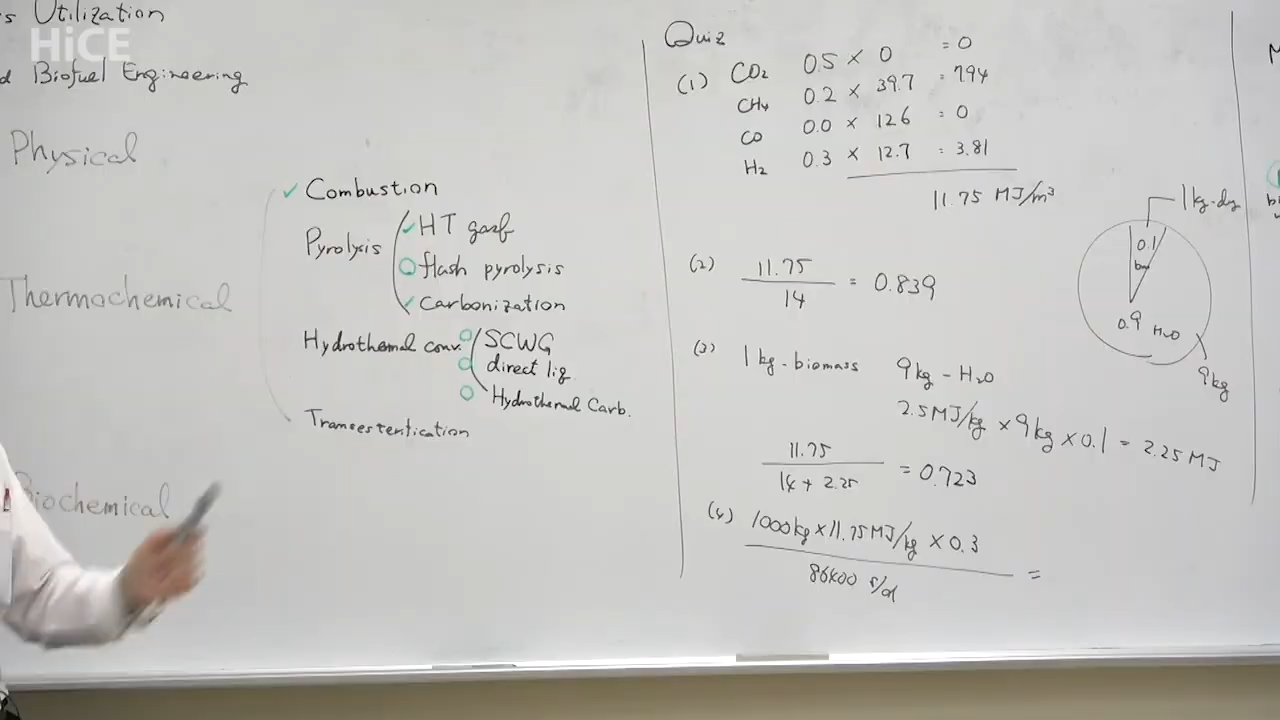 s Utilization
HiCE
d Biofuel Engineering
Physical
Thermochemical
Biochemical
✓ Combustion
Pyrolysis
✓ HT gasf
○ flash pyrolysis
✓ Carbonization
Hydrothermal conv.
○ SCWG
○ direct liq.
○ Hydrothermal Carb.
Transesterification
Quiz
(1) CO₂ 0.5 × 0 = 0
CH₄ 0.2 × 39.7 = 794
CO 0.0 × 12.6 = 0
H₂ 0.3 × 12.7 = 3.81
11.75 MJ/m³
(2) 11.75 / 14 = 0.839
(3) 1 kg-biomass 9kg-H₂O
2.5 MJ/kg × 9kg × 0.1 = 2.25 MJ
11.75 / 14 + 2.25 = 0.723
(4) 1000kg × 11.75 MJ/kg × 0.3 / 86400 s/d =
1kg-dry
0.1
bm
0.9 H₂O
9kg
M
bi